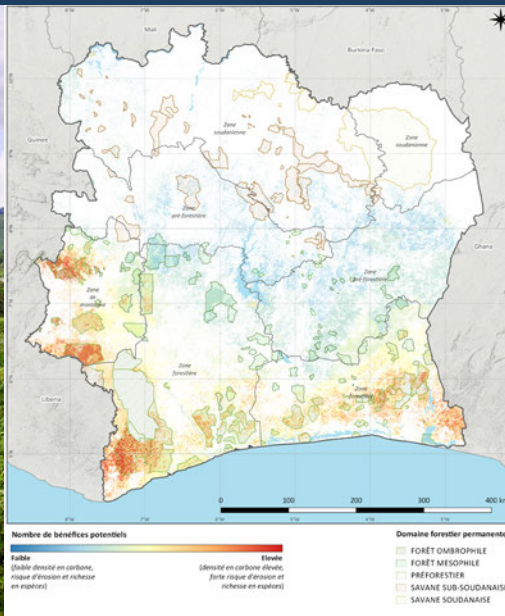 Mali
Burkina Faso
Guinee
Zone
soudanienne
Zone
soudanienne
Zone
pré-forestière
Ghana
Zone
pré-forestière
Zone
de
montagne
Zone
forestière
Zone
Liberia
0 100 200 300 400 km
Nombre de bénéfices potentiels
Faible
(faible densité en carbone,
risque d'érosion et richesse
en espèces)
Elevée
(densité en carbone élevée,
forte risque d'érosion et
richesse en espèces)
Domaine forestier permanente
FORÊT OMBROPHILE
FORÊT MESOPHILE
PRÉFORESTIER
SAVANE SUB-SOUDANAISE
SAVANE SOUDANAISE